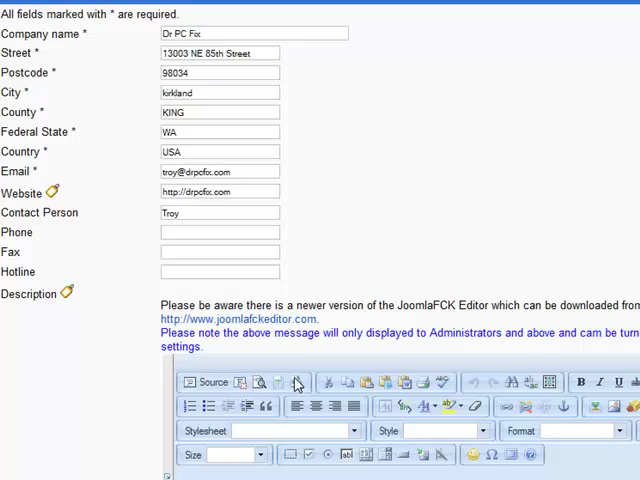 All fields marked with * are required.
Company name * Dr PC Fix
Street * 13003 NE 85th Street
Postcode * 98034
City * kirkland
County * KING
Federal State * WA
Country * USA
Email * troy@drpcfix.com
Website http://drpcfix.com
Contact Person Troy
Phone
Fax
Hotline
Description
Please be aware there is a newer version of the JoomlaFCK Editor which can be downloaded from
http://www.joomlafckeditor.com.
Please note the above message will only displayed to Administrators and above and cam be turn
settings.
Source B I U abc
Stylesheet Style Format
Size